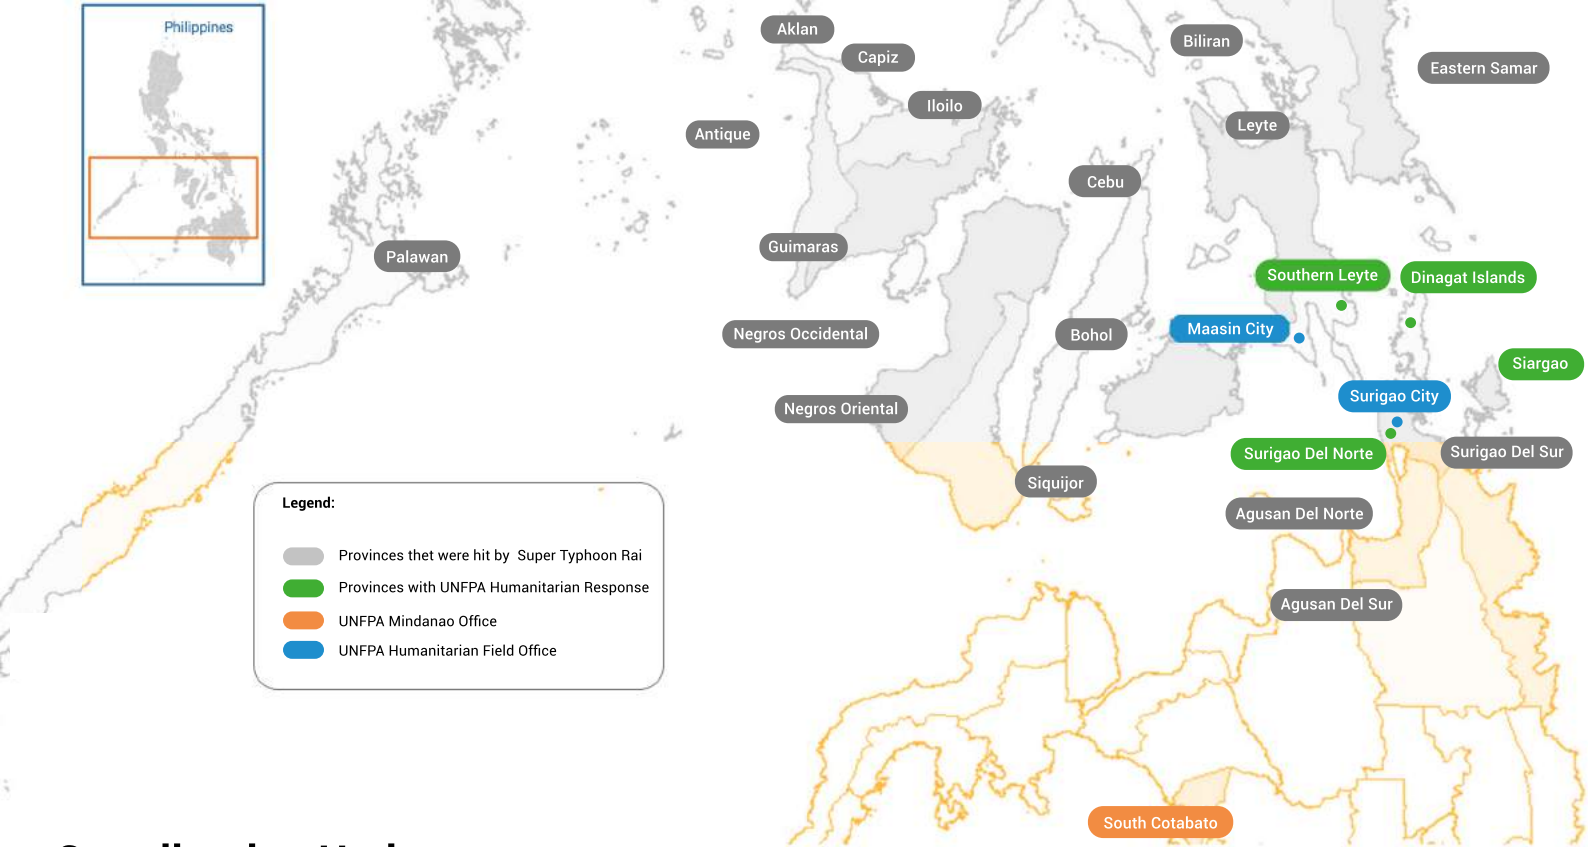 Philippines
Aklan
Capiz
Biliran
Eastern Samar
Iloilo
Antique
Leyte
Cebu
Guimaras
Palawan
Southern Leyte
Dinagat Islands
Negros Occidental
Bohol
Maasin City
Siargao
Surigao City
Negros Oriental
Surigao Del Norte
Surigao Del Sur
Siquijor
Agusan Del Norte
Legend:
Provinces thet were hit by Super Typhoon Rai
Provinces with UNFPA Humanitarian Response
UNFPA Mindanao Office
UNFPA Humanitarian Field Office
Agusan Del Sur
South Cotabato